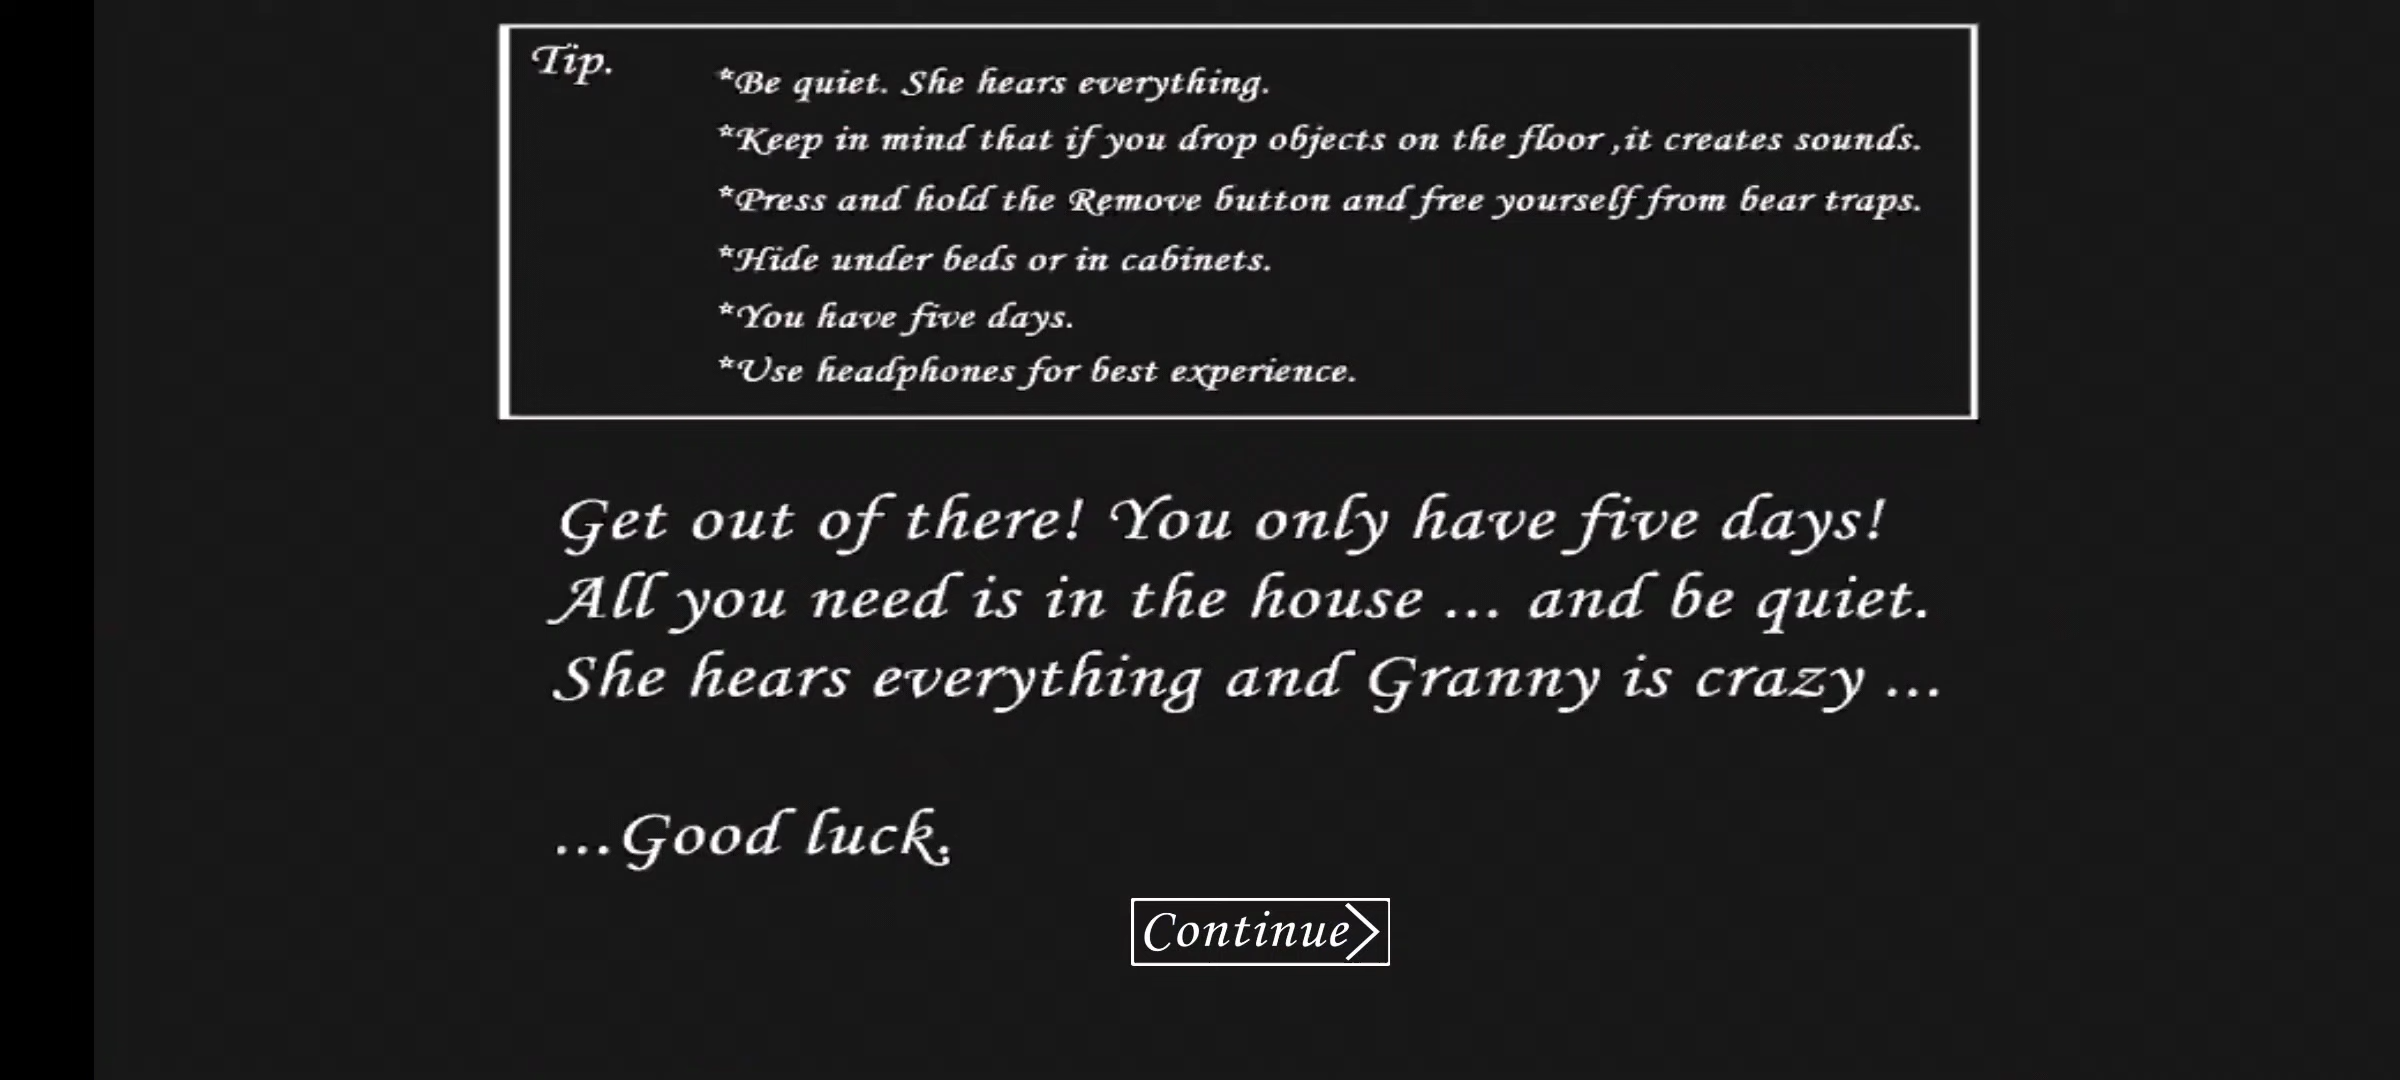 Tip.
*Be quiet. She hears everything.
*Keep in mind that if you drop objects on the floor ,it creates sounds.
*Press and hold the Remove button and free yourself from bear traps.
*Hide under beds or in cabinets.
*You have five days.
*Use headphones for best experience.
Get out of there! You only have five days!
All you need is in the house ... and be quiet.
She hears everything and Granny is crazy ...
...Good luck.
Continue>